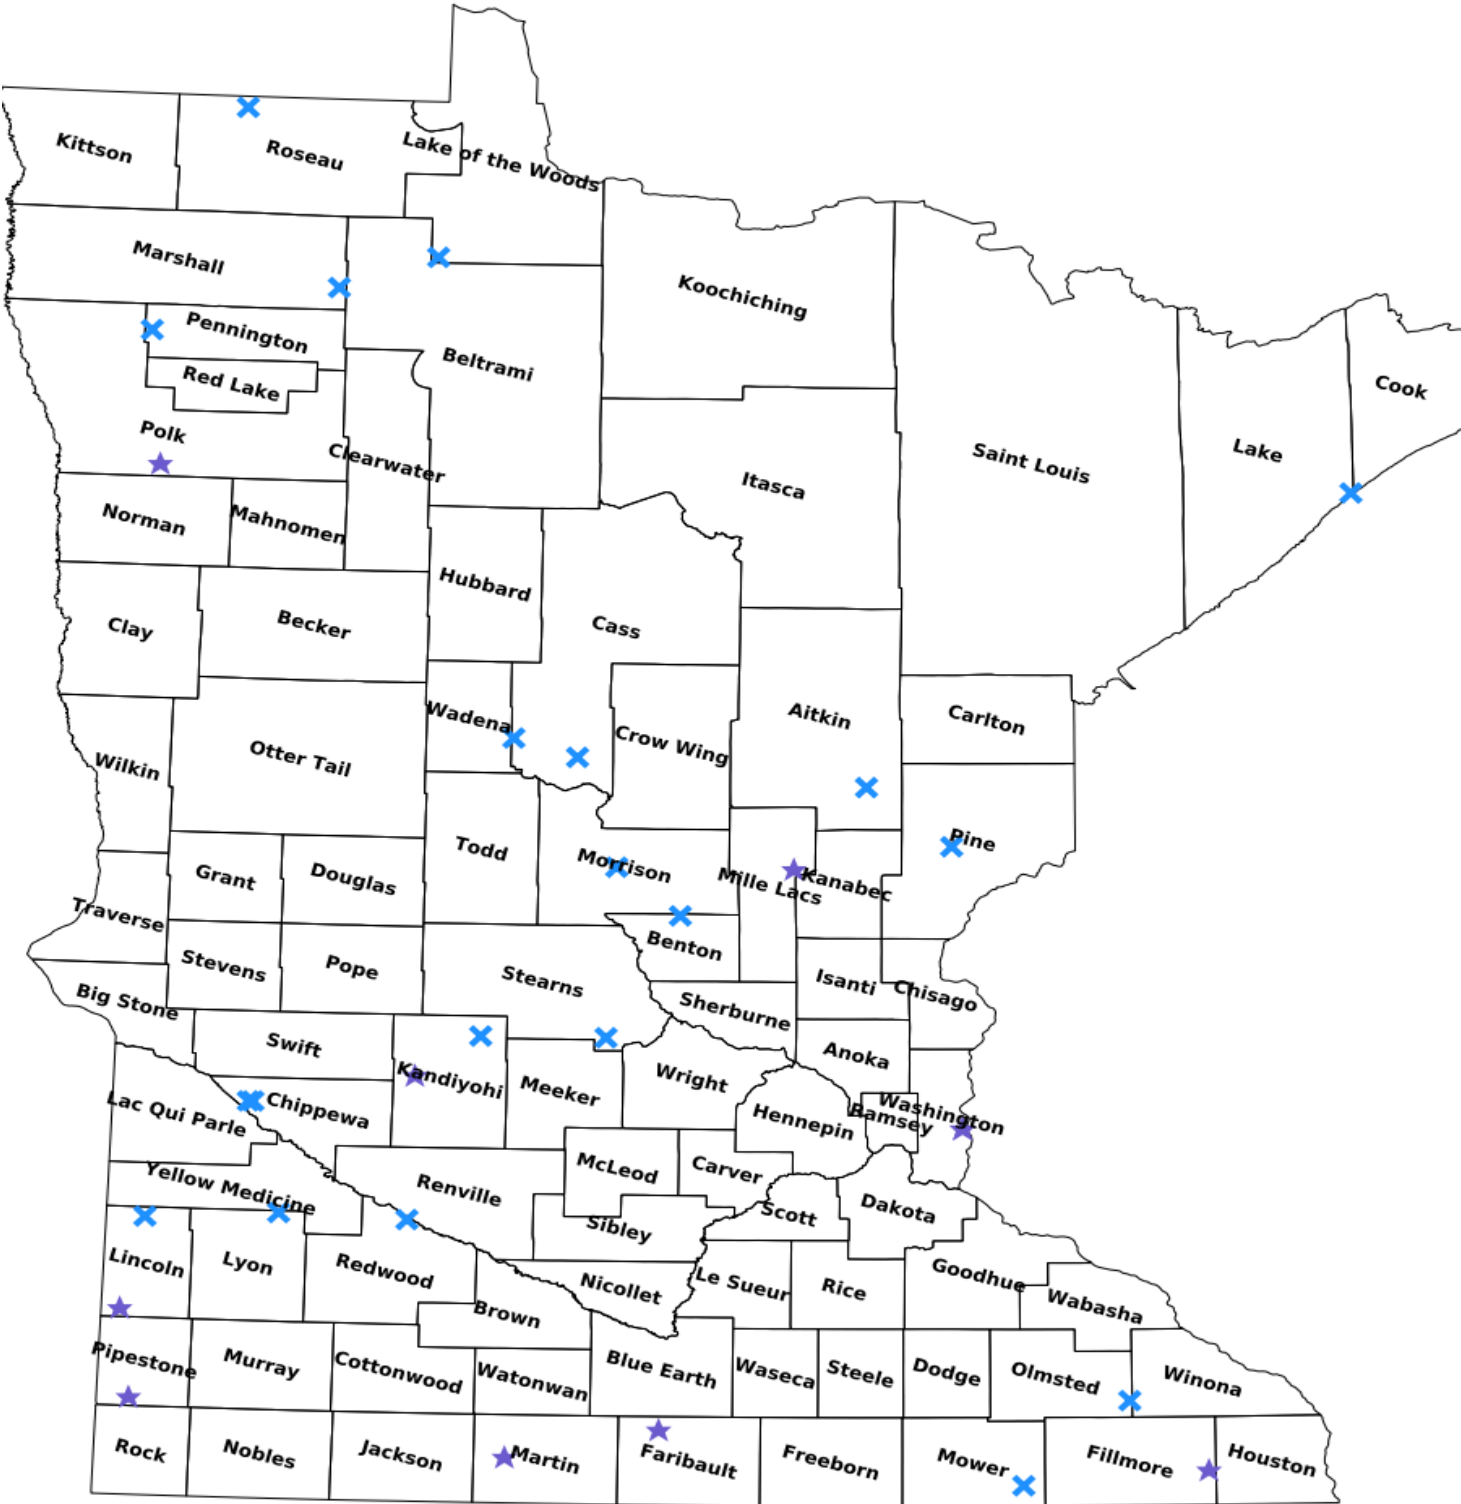 Kittson
Roseau
Lake of the Woods
Marshall
Koochiching
Pennington
Beltrami
Red Lake
Cook
Polk
Lake
Clearwater
Saint Louis
Itasca
Norman
Mahnomen
Hubbard
Clay
Becker
Cass
Wadena
Aitkin
Carlton
Crow Wing
Otter Tail
Wilkin
Pine
Todd
Morrison
Grant
Douglas
Mille Lacs
Kanabec
Traverse
Benton
Stevens
Pope
Stearns
Isanti
Chisago
Big Stone
Sherburne
Swift
Anoka
Kandiyohi
Meeker
Wright
Lac Qui Parle
Chippewa
Hennepin
Ramsey
Washington
McLeod
Carver
Yellow Medicine
Renville
Dakota
Scott
Sibley
Lincoln
Lyon
Redwood
Nicollet
Le Sueur
Rice
Goodhue
Wabasha
Brown
Pipestone
Murray
Cottonwood
Watonwan
Blue Earth
Waseca
Steele
Dodge
Olmsted
Winona
Rock
Nobles
Jackson
Martin
Faribault
Freeborn
Mower
Fillmore
Houston